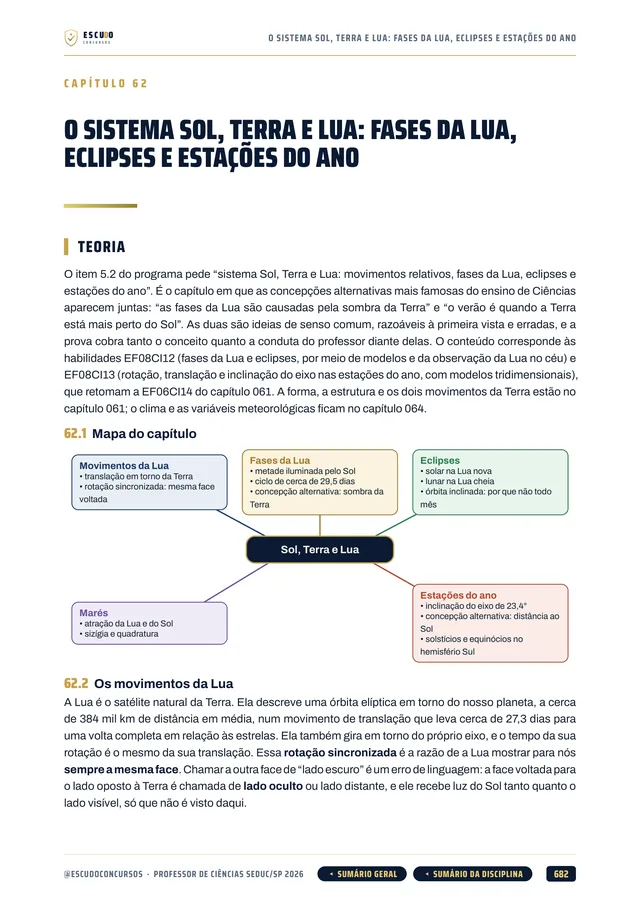 ESCUDO
CONCURSOS
O SISTEMA SOL, TERRA E LUA: FASES DA LUA, ECLIPSES E ESTAÇÕES DO ANO
CAPÍTULO 62
O SISTEMA SOL, TERRA E LUA: FASES DA LUA,
ECLIPSES E ESTAÇÕES DO ANO
TEORIA
O item 5.2 do programa pede “sistema Sol, Terra e Lua: movimentos relativos, fases da Lua, eclipses e
estações do ano”. É o capítulo em que as concepções alternativas mais famosas do ensino de Ciências
aparecem juntas: “as fases da Lua são causadas pela sombra da Terra” e “o verão é quando a Terra
está mais perto do Sol”. As duas são ideias de senso comum, razoáveis à primeira vista e erradas, e a
prova cobra tanto o conceito quanto a conduta do professor diante delas. O conteúdo corresponde às
habilidades EF08CI12 (fases da Lua e eclipses, por meio de modelos e da observação da Lua no céu) e
EF08CI13 (rotação, translação e inclinação do eixo nas estações do ano, com modelos tridimensionais),
que retomam a EF06CI14 do capítulo 061. A forma, a estrutura e os dois movimentos da Terra estão no
capítulo 061; o clima e as variáveis meteorológicas ficam no capítulo 064.
62.1 Mapa do capítulo
Movimentos da Lua
• translação em torno da Terra
• rotação sincronizada: mesma face
voltada
Fases da Lua
• metade iluminada pelo Sol
• ciclo de cerca de 29,5 dias
• concepção alternativa: sombra da
Terra
Eclipses
• solar na Lua nova
• lunar na Lua cheia
• órbita inclinada: por que não todo
mês
Sol, Terra e Lua
Marés
• atração da Lua e do Sol
• sizígia e quadratura
Estações do ano
• inclinação do eixo de 23,4°
• concepção alternativa: distância ao
Sol
• solstícios e equinócios no
hemisfério Sul
62.2 Os movimentos da Lua
A Lua é o satélite natural da Terra. Ela descreve uma órbita elíptica em torno do nosso planeta, a cerca
de 384 mil km de distância em média, num movimento de translação que leva cerca de 27,3 dias para
uma volta completa em relação às estrelas. Ela também gira em torno do próprio eixo, e o tempo da sua
rotação é o mesmo da sua translação. Essa rotação sincronizada é a razão de a Lua mostrar para nós
sempre a mesma face. Chamar a outra face de “lado escuro” é um erro de linguagem: a face voltada para
o lado oposto à Terra é chamada de lado oculto ou lado distante, e ele recebe luz do Sol tanto quanto o
lado visível, só que não é visto daqui.
@ESCUDOCONCURSOS · PROFESSOR DE CIÊNCIAS SEDUC/SP 2026
SUMÁRIO GERAL
SUMÁRIO DA DISCIPLINA
682